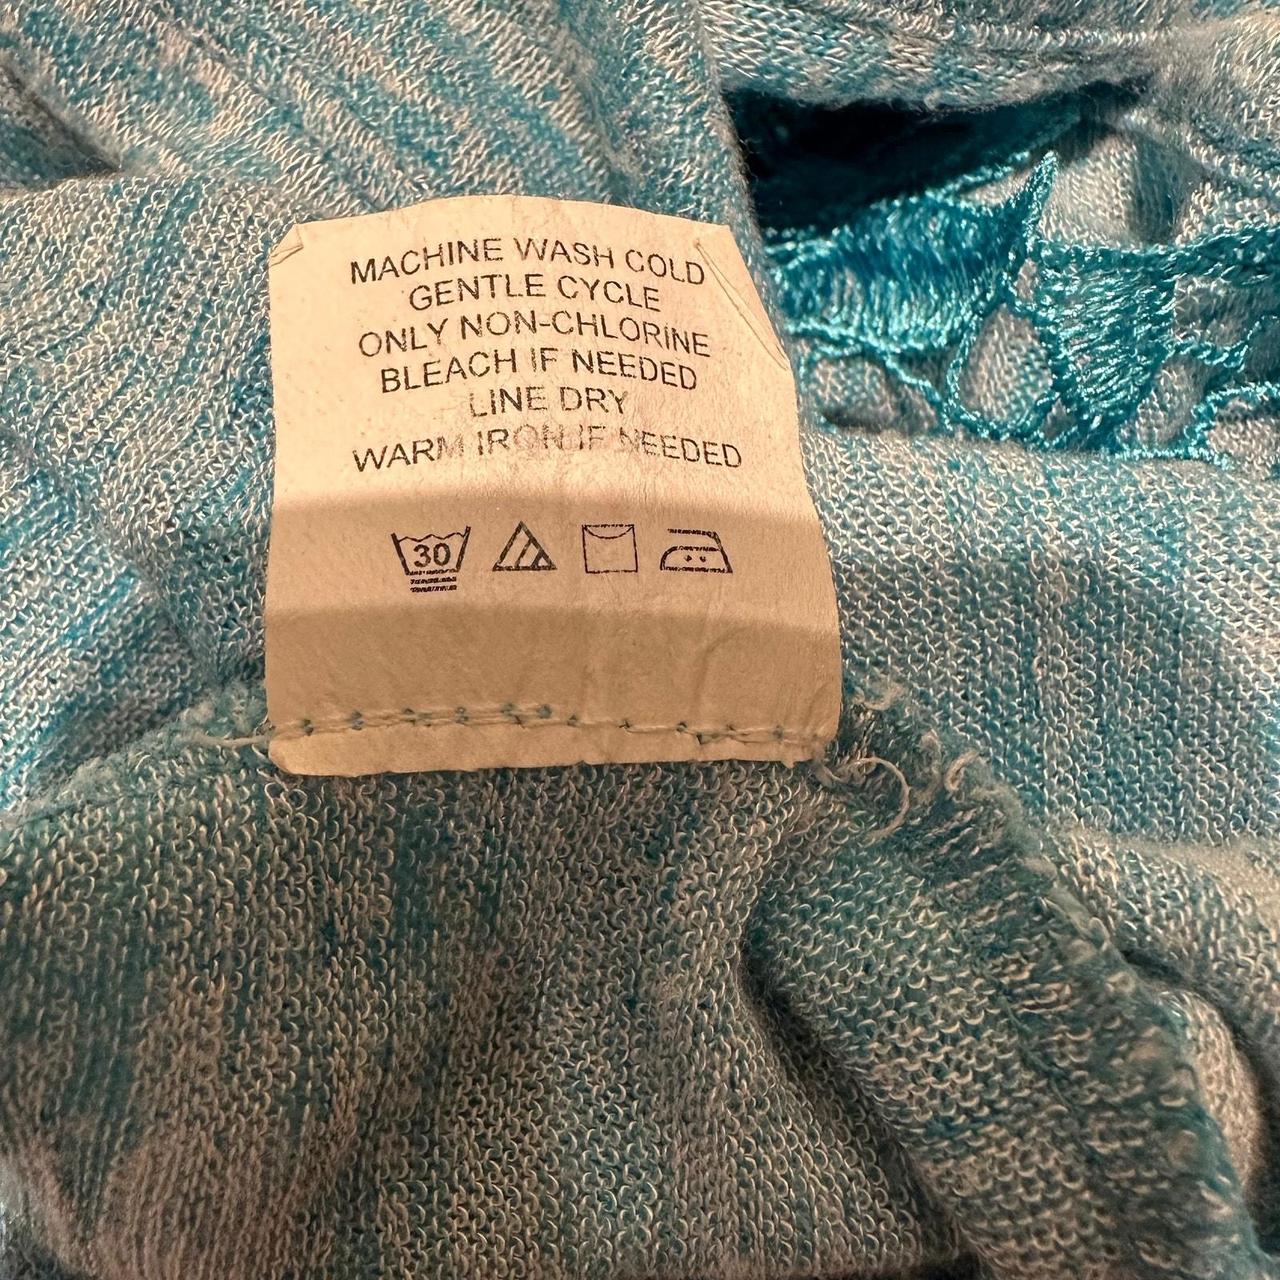 MACHINE WASH COLD
GENTLE CYCLE
ONLY NON-CHLORINE
BLEACH IF NEEDED
LINE DRY
WARM IRON IF NEEDED
30